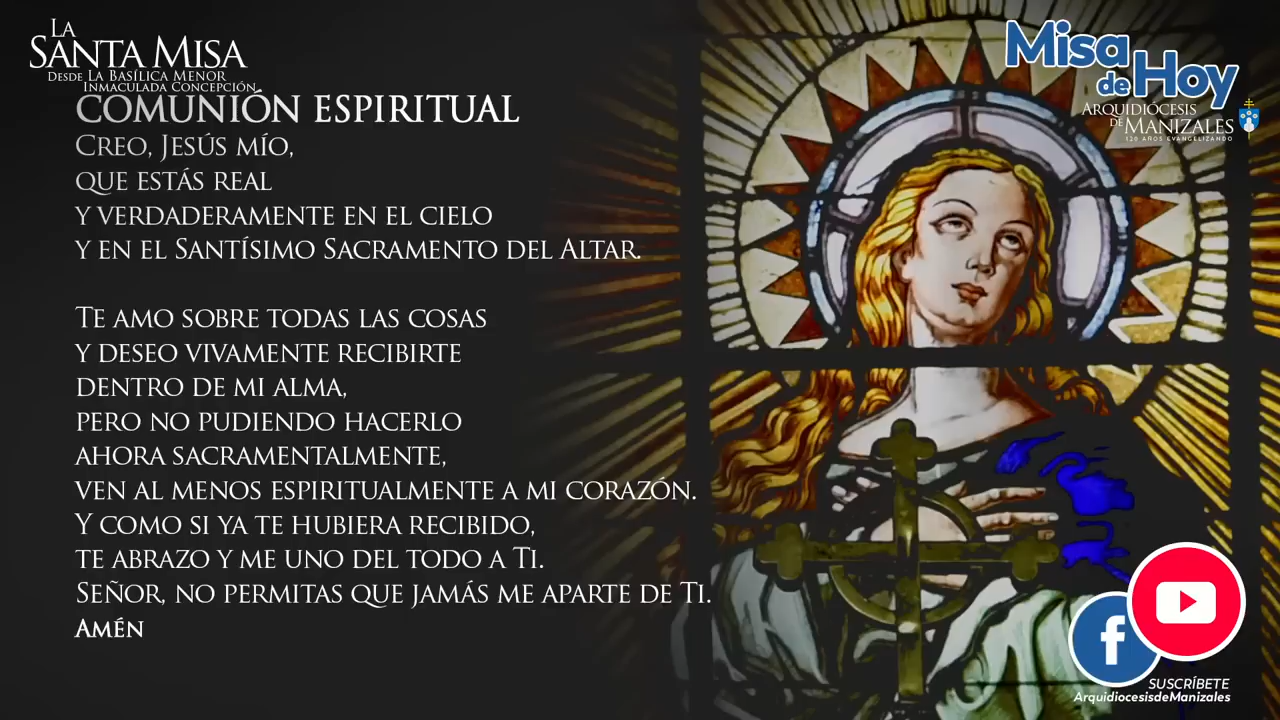 LA
SANTA MISA
DESDE LA BASÍLICA MENOR
INMACULADA CONCEPCIÓN
COMUNIÓN ESPIRITUAL
CREO, JESÚS MÍO,
QUE ESTÁS REAL
Y VERDADERAMENTE EN EL CIELO
Y EN EL SANTÍSIMO SACRAMENTO DEL ALTAR.
TE AMO SOBRE TODAS LAS COSAS
Y DESEO VIVAMENTE RECIBIRTE
DENTRO DE MI ALMA,
PERO NO PUDIENDO HACERLO
AHORA SACRAMENTALMENTE,
VEN AL MENOS ESPIRITUALMENTE A MI CORAZÓN.
Y COMO SI YA TE HUBIERA RECIBIDO,
TE ABRAZO Y ME UNO DEL TODO A TI.
SEÑOR, NO PERMITAS QUE JAMÁS ME APARTE DE TI.
AMÉN
Misa
de Hoy
ARQUIDIÓCESIS
DE MANIZALES
120 AÑOS EVANGELIZANDO
f
SUSCRÍBETE
ArquidiocesisdeManizales